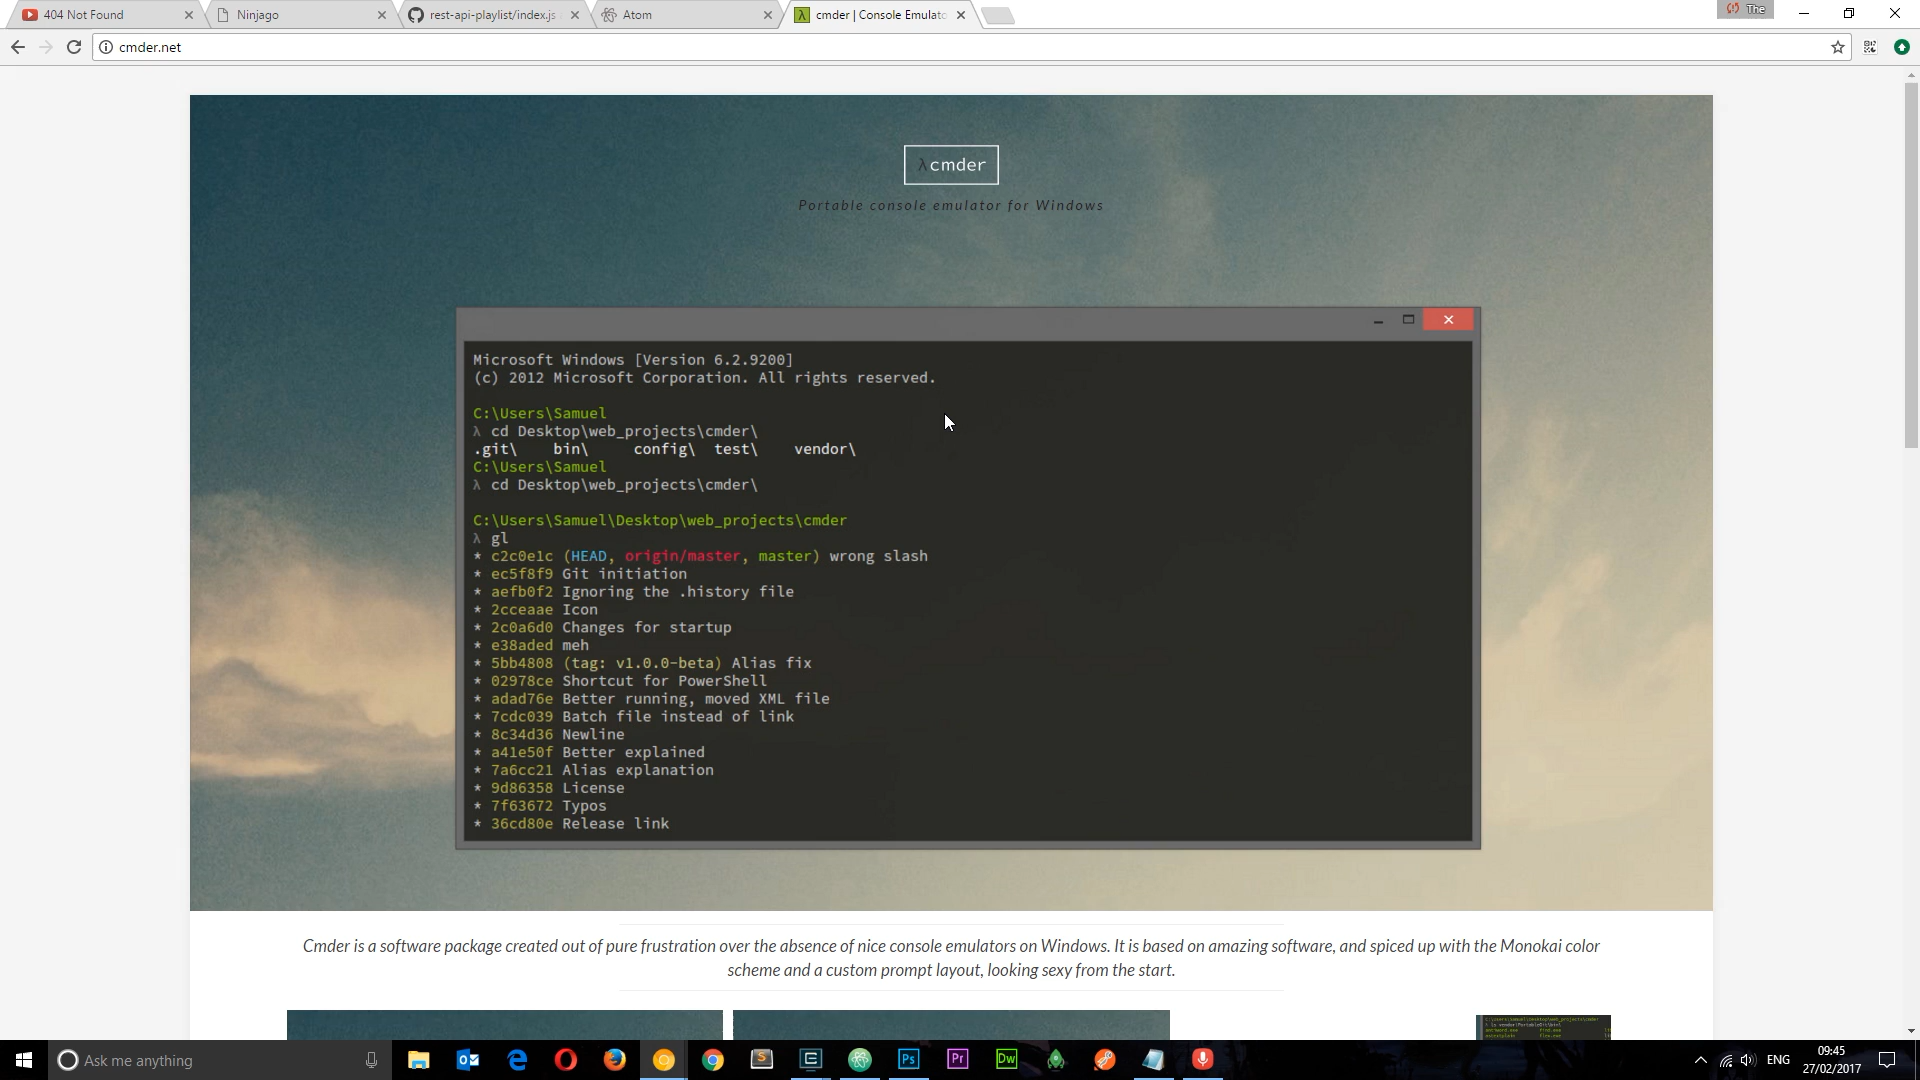 404 Not Found
Ninjago
rest-api-playlist/index.js
Atom
cmder | Console Emulato
The
cmder.net
λ cmder
Portable console emulator for Windows
Microsoft Windows [Version 6.2.9200]
(c) 2012 Microsoft Corporation. All rights reserved.
C:\Users\Samuel
λ cd Desktop\web_projects\cmder\
.git\ bin\ config\ test\ vendor\
C:\Users\Samuel
λ cd Desktop\web_projects\cmder\
C:\Users\Samuel\Desktop\web_projects\cmder
λ gl
* c2c0e1c (HEAD, origin/master, master) wrong slash
* ec5f8f9 Git initiation
* aefb0f2 Ignoring the .history file
* 2cceaae Icon
* 2c0a6d0 Changes for startup
* e38aded meh
* 5bb4808 (tag: v1.0.0-beta) Alias fix
* 02978ce Shortcut for PowerShell
* adad76e Better running, moved XML file
* 7cdc039 Batch file instead of link
* 8c34d36 Newline
* a41e50f Better explained
* 7a6cc21 Alias explanation
* 9d86358 License
* 7f63672 Typos
* 36cd80e Release link
Cmder is a software package created out of pure frustration over the absence of nice console emulators on Windows. It is based on amazing software, and spiced up with the Monokai color
scheme and a custom prompt layout, looking sexy from the start.
Ask me anything
Ps
Pr
Dw
ENG
09:45
27/02/2017